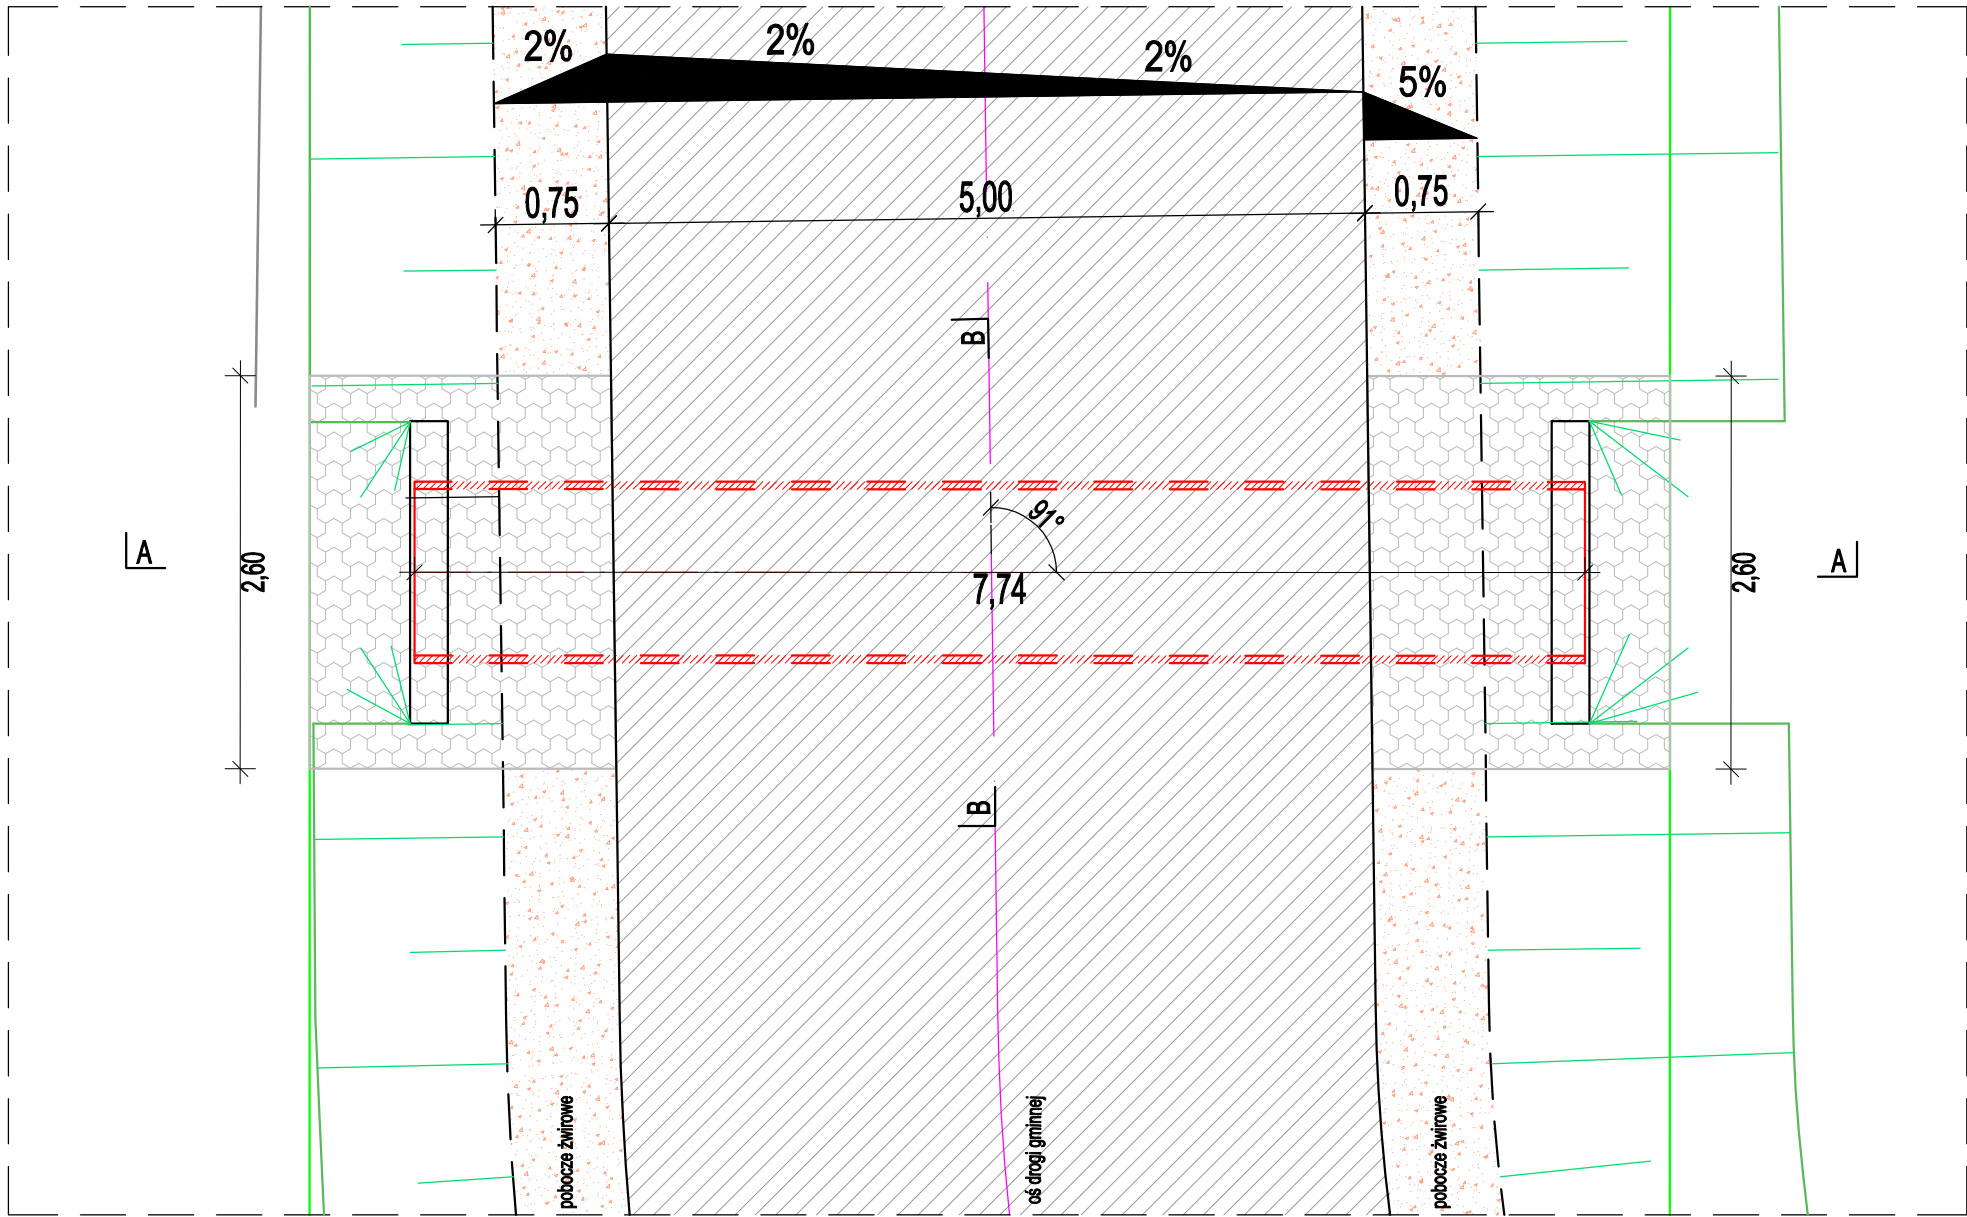 2%
2%
2%
5%
0,75
5,00
0,75
B
91°
A
2,60
7,74
2,60
A
B
pobocze żwirowe
oś drogi gminnej
pobocze żwirowe